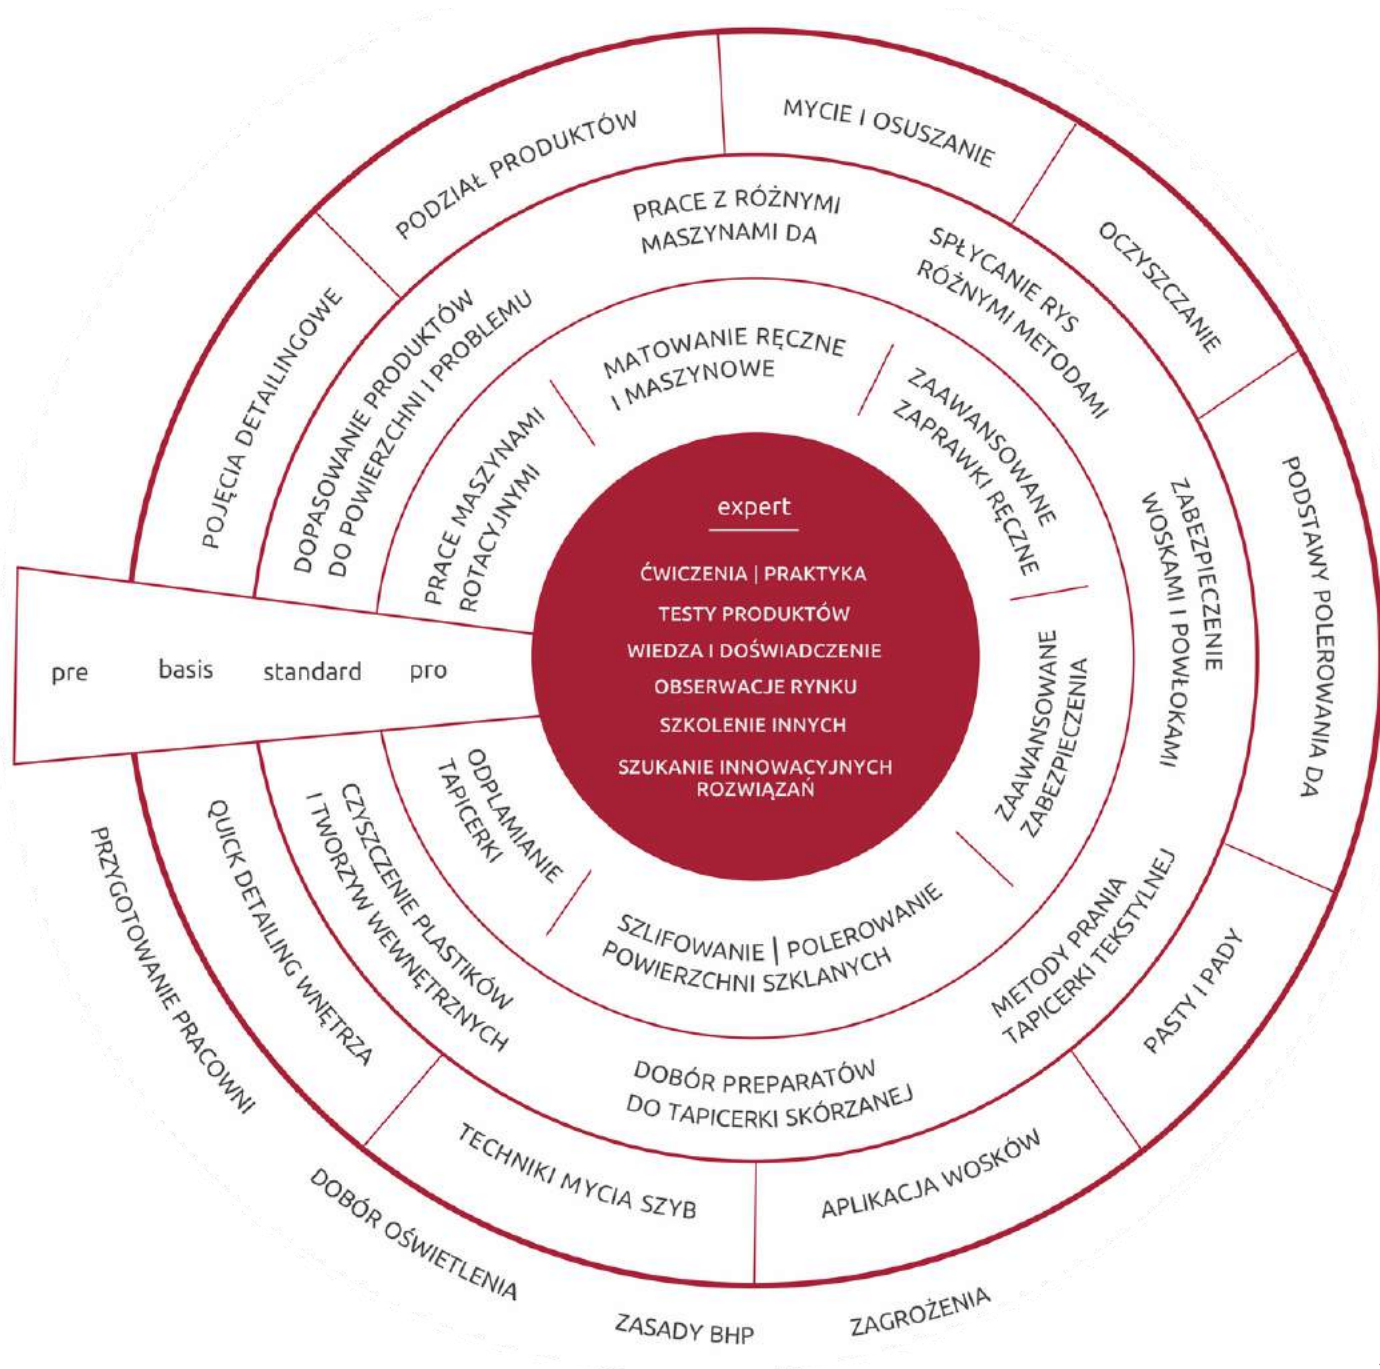 PODZIAŁ PRODUKTÓW
MYCIE I OSUSZANIE
OCZYSZCZANIE
PODSTAWY POLEROWANIA DA
PASTY I PADY
APLIKACJA WOSKÓW
TECHNIKI MYCIA SZYB
QUICK DETAILING WNĘTRZA
POJĘCIA DETAILINGOWE
DOPASOWANIE PRODUKTÓW
DO POWIERZCHNI I PROBLEMU
PRACE Z RÓŻNYMI
MASZYNAMI DA
SPŁYCANIE RYS
RÓŻNYMI METODAMI
ZABEZPIECZENIE
WOSKAMI I POWŁOKAMI
METODY PRANIA
TAPICERKI TEKSTYLNEJ
DOBÓR PREPARATÓW
DO TAPICERKI SKÓRZANEJ
CZYSZCZENIE PLASTIKÓW
I TWORZYW WEWNĘTRZNYCH
PRACE MASZYNAMI
ROTACYJNYMI
MATOWANIE RĘCZNE
I MASZYNOWE
ZAAWANSOWANE
ZAPRAWKI RĘCZNE
ZAAWANSOWANE
ZABEZPIECZENIA
SZLIFOWANIE | POLEROWANIE
POWIERZCHNI SZKLANYCH
ODPLAMIANIE
TAPICERKI
expert
ĆWICZENIA | PRAKTYKA
TESTY PRODUKTÓW
WIEDZA I DOŚWIADCZENIE
OBSERWACJE RYNKU
SZKOLENIE INNYCH
SZUKANIE INNOWACYJNYCH
ROZWIĄZAŃ
pre basis standard pro
PRZYGOTOWANIE PRACOWNI
DOBÓR OŚWIETLENIA
ZASADY BHP
ZAGROŻENIA